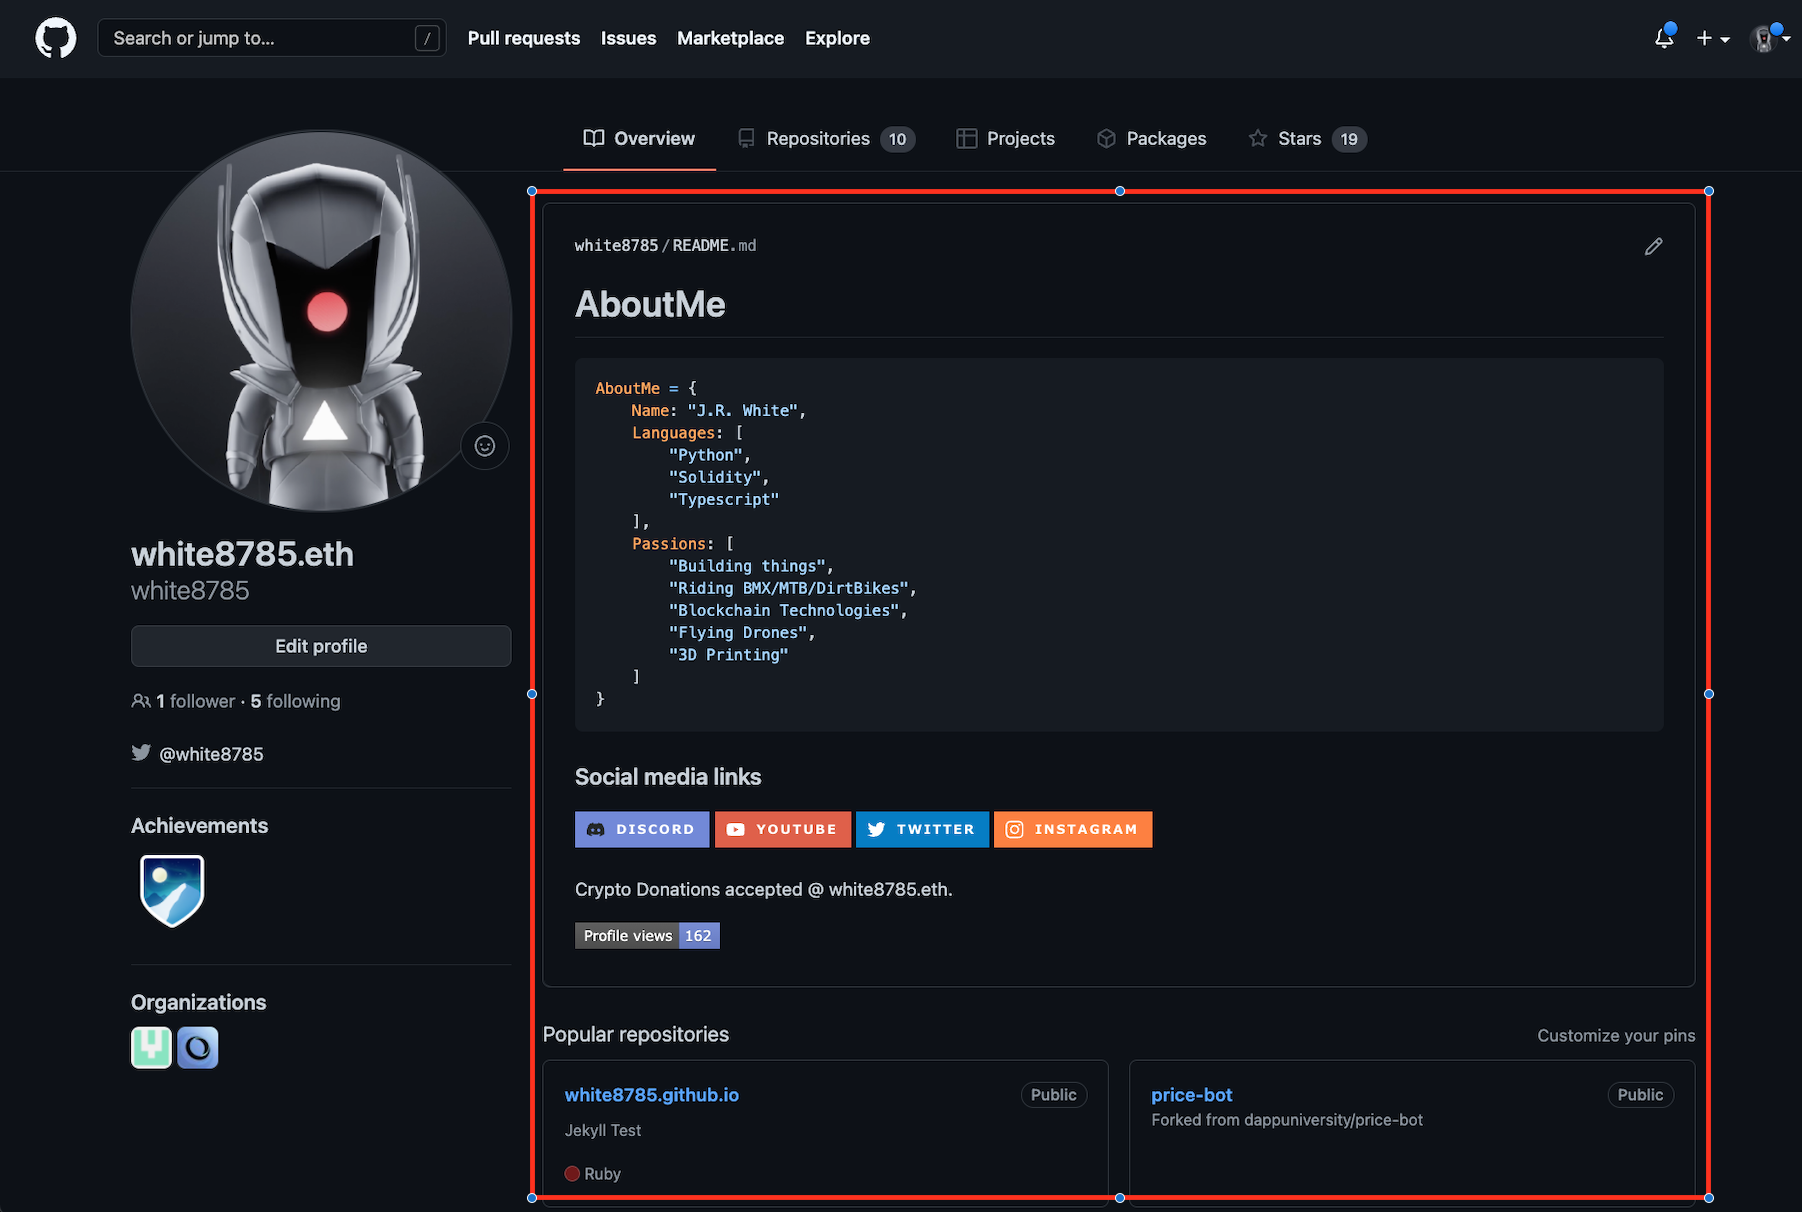 Search or jump to... /
Pull requests
Issues
Marketplace
Explore
Overview
Repositories 10
Projects
Packages
Stars 19
white8785.eth
white8785
Edit profile
1 follower · 5 following
@white8785
Achievements
Organizations
white8785/README.md
AboutMe
AboutMe = {
    Name: "J.R. White",
    Languages: [
        "Python",
        "Solidity",
        "Typescript"
    ],
    Passions: [
        "Building things",
        "Riding BMX/MTB/DirtBikes",
        "Blockchain Technologies",
        "Flying Drones",
        "3D Printing"
    ]
}
Social media links
DISCORD
YOUTUBE
TWITTER
INSTAGRAM
Crypto Donations accepted @ white8785.eth.
Profile views 162
Popular repositories
Customize your pins
white8785.github.io Public
Jekyll Test
Ruby
price-bot Public
Forked from dappuniversity/price-bot